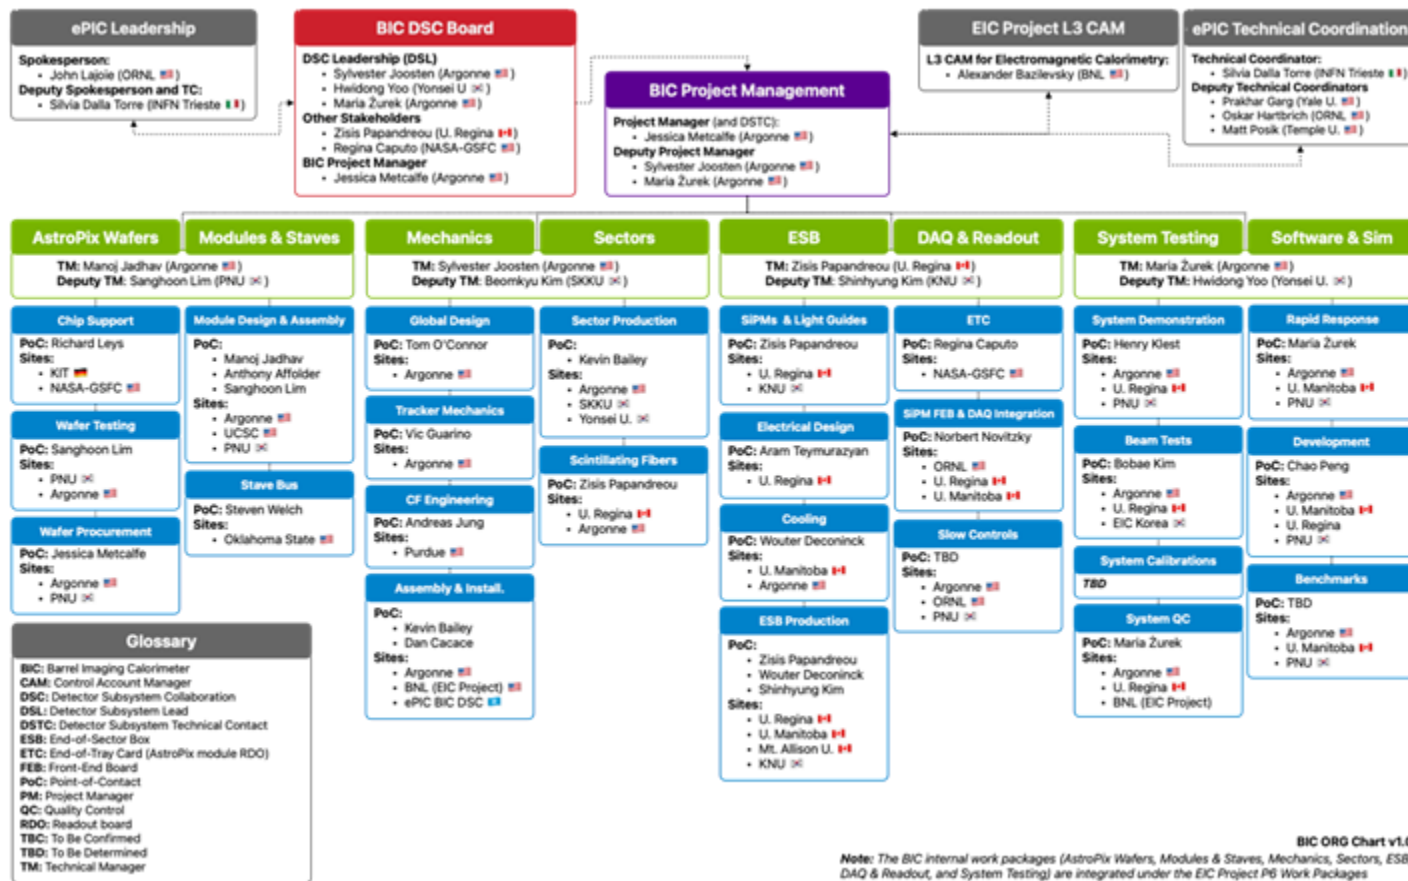 ePIC Leadership
Spokesperson:
• John Lajoie (ORNL)
Deputy Spokesperson and TC:
• Silvia Dalla Torre (INFN Trieste)
BIC DSC Board
DSC Leadership (DSL)
• Sylvester Joosten (Argonne)
• Hwidong Yoo (Yonsei U)
• Maria Żurek (Argonne)
Other Stakeholders
• Zisis Papandreou (U. Regina)
• Regina Caputo (NASA-GSFC)
BIC Project Manager
• Jessica Metcalfe (Argonne)
BIC Project Management
Project Manager (and DSTC):
• Jessica Metcalfe (Argonne)
Deputy Project Manager
• Sylvester Joosten (Argonne)
• Maria Żurek (Argonne)
EIC Project L3 CAM
L3 CAM for Electromagnetic Calorimetry:
• Alexander Bazilevsky (BNL)
ePIC Technical Coordination
Technical Coordinator:
• Silvia Dalla Torre (INFN Trieste)
Deputy Technical Coordinators
• Prakhar Garg (Yale U.)
• Oskar Hartbrich (ORNL)
• Matt Posik (Temple U.)
AstroPix Wafers
Modules & Staves
TM: Manoj Jadhav (Argonne)
Deputy TM: Sanghoon Lim (PNU)
Chip Support
PoC: Richard Leys
Sites:
• KIT
• NASA-GSFC
Wafer Testing
PoC: Sanghoon Lim
Sites:
• PNU
• Argonne
Wafer Procurement
PoC: Jessica Metcalfe
Sites:
• Argonne
• PNU
Module Design & Assembly
PoC:
• Manoj Jadhav
• Anthony Affolder
• Sanghoon Lim
Sites:
• Argonne
• UCSC
• PNU
Stave Bus
PoC: Steven Welch
Sites:
• Oklahoma State
Mechanics
Sectors
TM: Sylvester Joosten (Argonne)
Deputy TM: Beomkyu Kim (SKKU)
Global Design
PoC: Tom O'Connor
Sites:
• Argonne
Tracker Mechanics
PoC: Vic Guarino
• Argonne
CF Engineering
PoC: Andreas Jung
• Purdue
Assembly & Install.
PoC:
• Kevin Bailey
• Dan Cacace
Sites:
• Argonne
• BNL (EIC Project)
• ePIC BIC DSC
Sector Production
PoC:
• Kevin Bailey
Sites:
• Argonne
• SKKU
• Yonsei U.
Scintillating Fibers
PoC: Zisis Papandreou
Sites:
• U. Regina
• Argonne
ESB
DAQ & Readout
TM: Zisis Papandreou (U. Regina)
Deputy TM: Shinhyung Kim (KNU)
SiPMs & Light Guides
PoC: Zisis Papandreou
Sites:
• U. Regina
• KNU
Electrical Design
PoC: Aram Teymurazyan
Sites:
• U. Regina
Cooling
PoC: Wouter Deconinck
• U. Manitoba
• Argonne
ESB Production
PoC:
• Zisis Papandreou
• Wouter Deconinck
• Shinhyung Kim
Sites:
• U. Regina
• U. Manitoba
• Mt. Allison U.
• KNU
ETC
PoC: Regina Caputo
• NASA-GSFC
SiPM FEB & DAQ Integration
PoC: Norbert Novitzky
Sites:
• ORNL
• U. Regina
• U. Manitoba
Slow Controls
PoC: TBD
Sites:
• Argonne
• ORNL
• PNU
System Testing
Software & Sim
TM: Maria Żurek (Argonne)
Deputy TM: Hwidong Yoo (Yonsei U.)
System Demonstration
PoC: Henry Klest
Sites:
• Argonne
• U. Regina
• PNU
Beam Tests
PoC: Bobae Kim
Sites:
• Argonne
• U. Regina
• EIC Korea
System Calibrations
TBD
System QC
PoC: Maria Żurek
Sites:
• Argonne
• U. Regina
• BNL (EIC Project)
Rapid Response
PoC: Maria Żurek
Sites:
• Argonne
• U. Manitoba
• PNU
Development
PoC: Chao Peng
Sites:
• Argonne
• U. Manitoba
• U. Regina
• PNU
Benchmarks
PoC: TBD
Sites:
• Argonne
• U. Manitoba
• PNU
Glossary
BIC: Barrel Imaging Calorimeter
CAM: Control Account Manager
DSC: Detector Subsystem Collaboration
DSL: Detector Subsystem Lead
DSTC: Detector Subsystem Technical Contact
ESB: End-of-Sector Box
ETC: End-of-Tray Card (AstroPix module RDO)
FEB: Front-End Board
PoC: Point-of-Contact
PM: Project Manager
QC: Quality Control
RDO: Readout board
TBC: To Be Confirmed
TBD: To Be Determined
TM: Technical Manager
BIC ORG Chart v1.0
Note: The BIC internal work packages (AstroPix Wafers, Modules & Staves, Mechanics, Sectors, ESB
DAQ & Readout, and System Testing) are integrated under the EIC Project P6 Work Packages